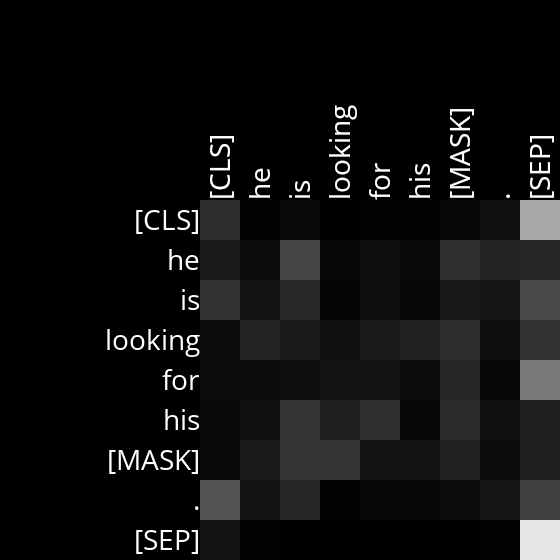 [CLS] he is looking for his [MASK] . [SEP]
[CLS]
he
is
looking
for
his
[MASK]
.
[SEP]